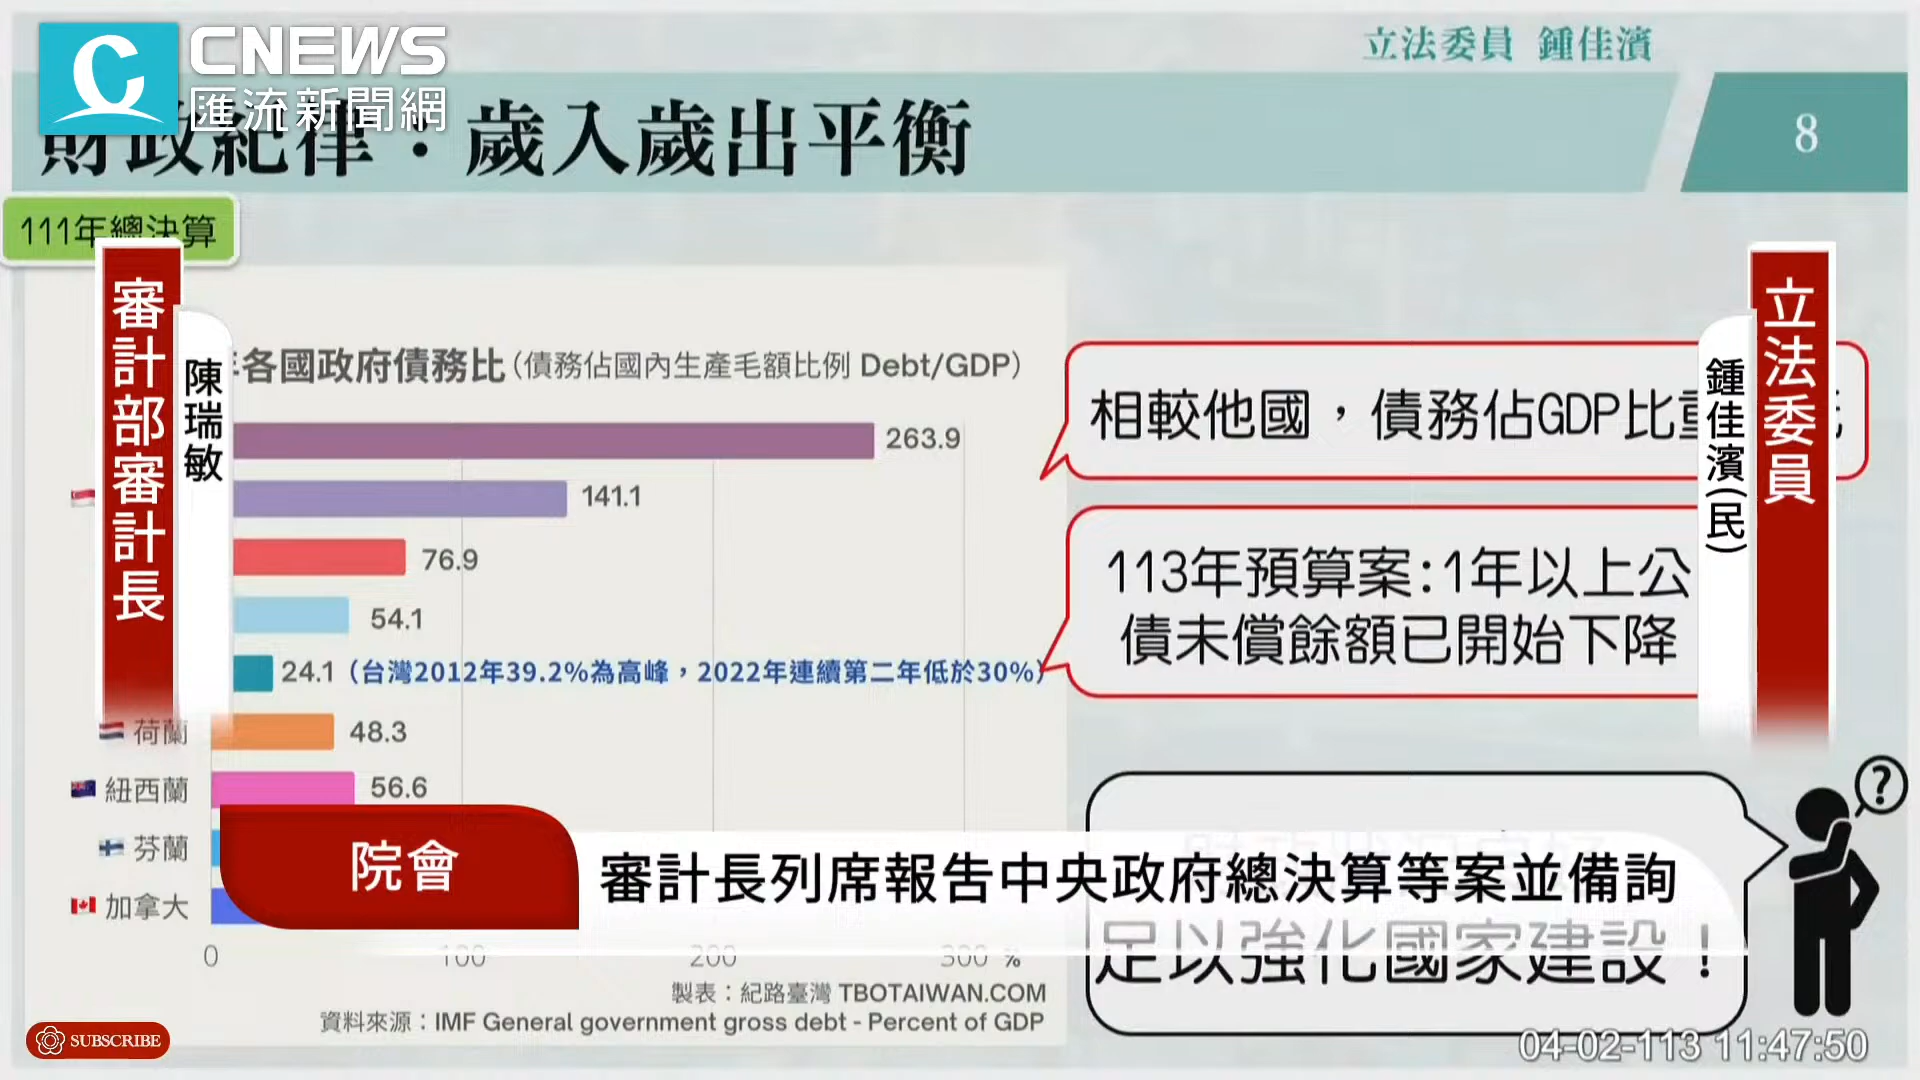 立法委員 鍾佳濱
CNEWS
匯流新聞網
財政紀律：歲入歲出平衡
8
111年總決算
審計部審計長
陳瑞敏
立法委員
鍾佳濱(民)
各國政府債務比（債務佔國內生產毛額比例 Debt/GDP）
263.9
141.1
76.9
54.1
24.1（台灣2012年39.2%為高峰，2022年連續第二年低於30%）
荷蘭 48.3
紐西蘭 56.6
芬蘭
加拿大
0 100 200 300 %
製表：紀路臺灣 TBOTAIWAN.COM
資料來源：IMF General government gross debt - Percent of GDP
相較他國，債務佔GDP比
113年預算案:1年以上公
債未償餘額已開始下降
?
院會
審計長列席報告中央政府總決算等案並備詢
足以強化國家建設！
SUBSCRIBE
04-02-113 11:47:50